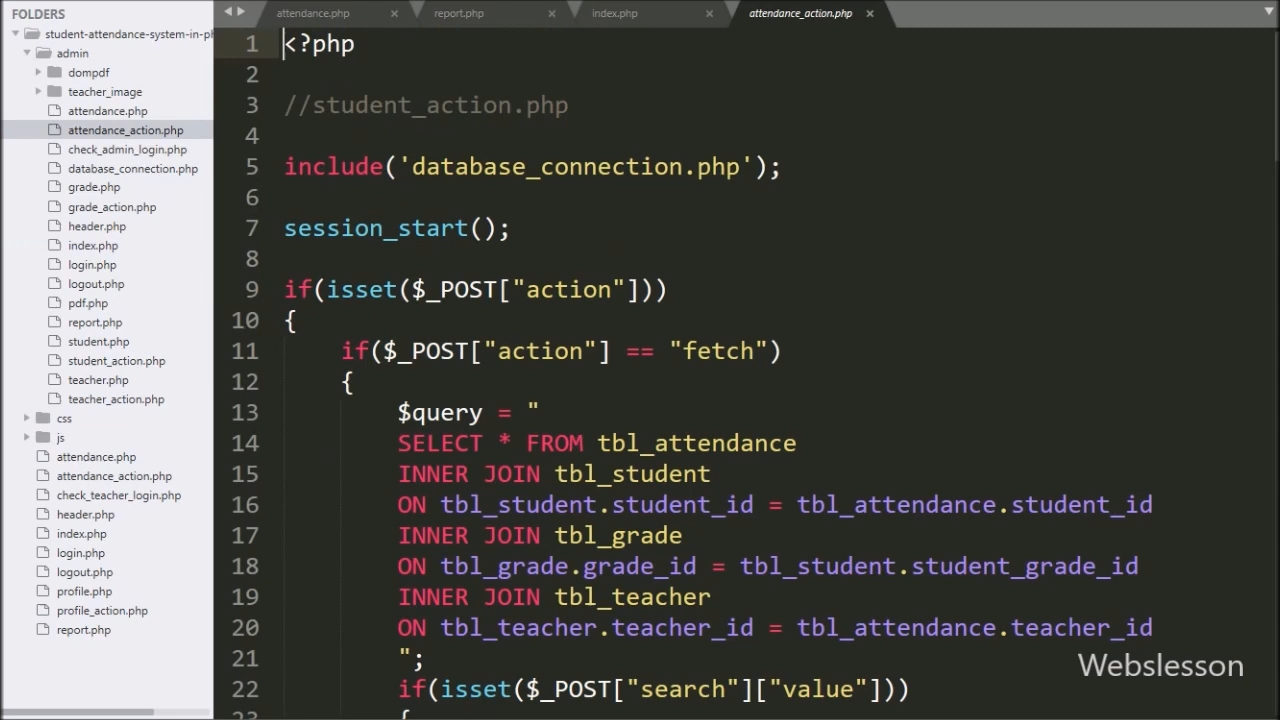 FOLDERS
student-attendance-system-in-ph
admin
dompdf
teacher_image
attendance.php
attendance_action.php
check_admin_login.php
database_connection.php
grade.php
grade_action.php
header.php
index.php
login.php
logout.php
pdf.php
report.php
student.php
student_action.php
teacher.php
teacher_action.php
css
js
attendance.php
attendance_action.php
check_teacher_login.php
header.php
index.php
login.php
logout.php
profile.php
profile_action.php
report.php
attendance.php × report.php × index.php × attendance_action.php ×
1 <?php
2
3 //student_action.php
4
5 include('database_connection.php');
6
7 session_start();
8
9 if(isset($_POST["action"]))
10 {
11 if($_POST["action"] == "fetch")
12 {
13 $query = "
14 SELECT * FROM tbl_attendance
15 INNER JOIN tbl_student
16 ON tbl_student.student_id = tbl_attendance.student_id
17 INNER JOIN tbl_grade
18 ON tbl_grade.grade_id = tbl_student.student_grade_id
19 INNER JOIN tbl_teacher
20 ON tbl_teacher.teacher_id = tbl_attendance.teacher_id
21 ";
22 if(isset($_POST["search"]["value"]))
23 {
Webslesson